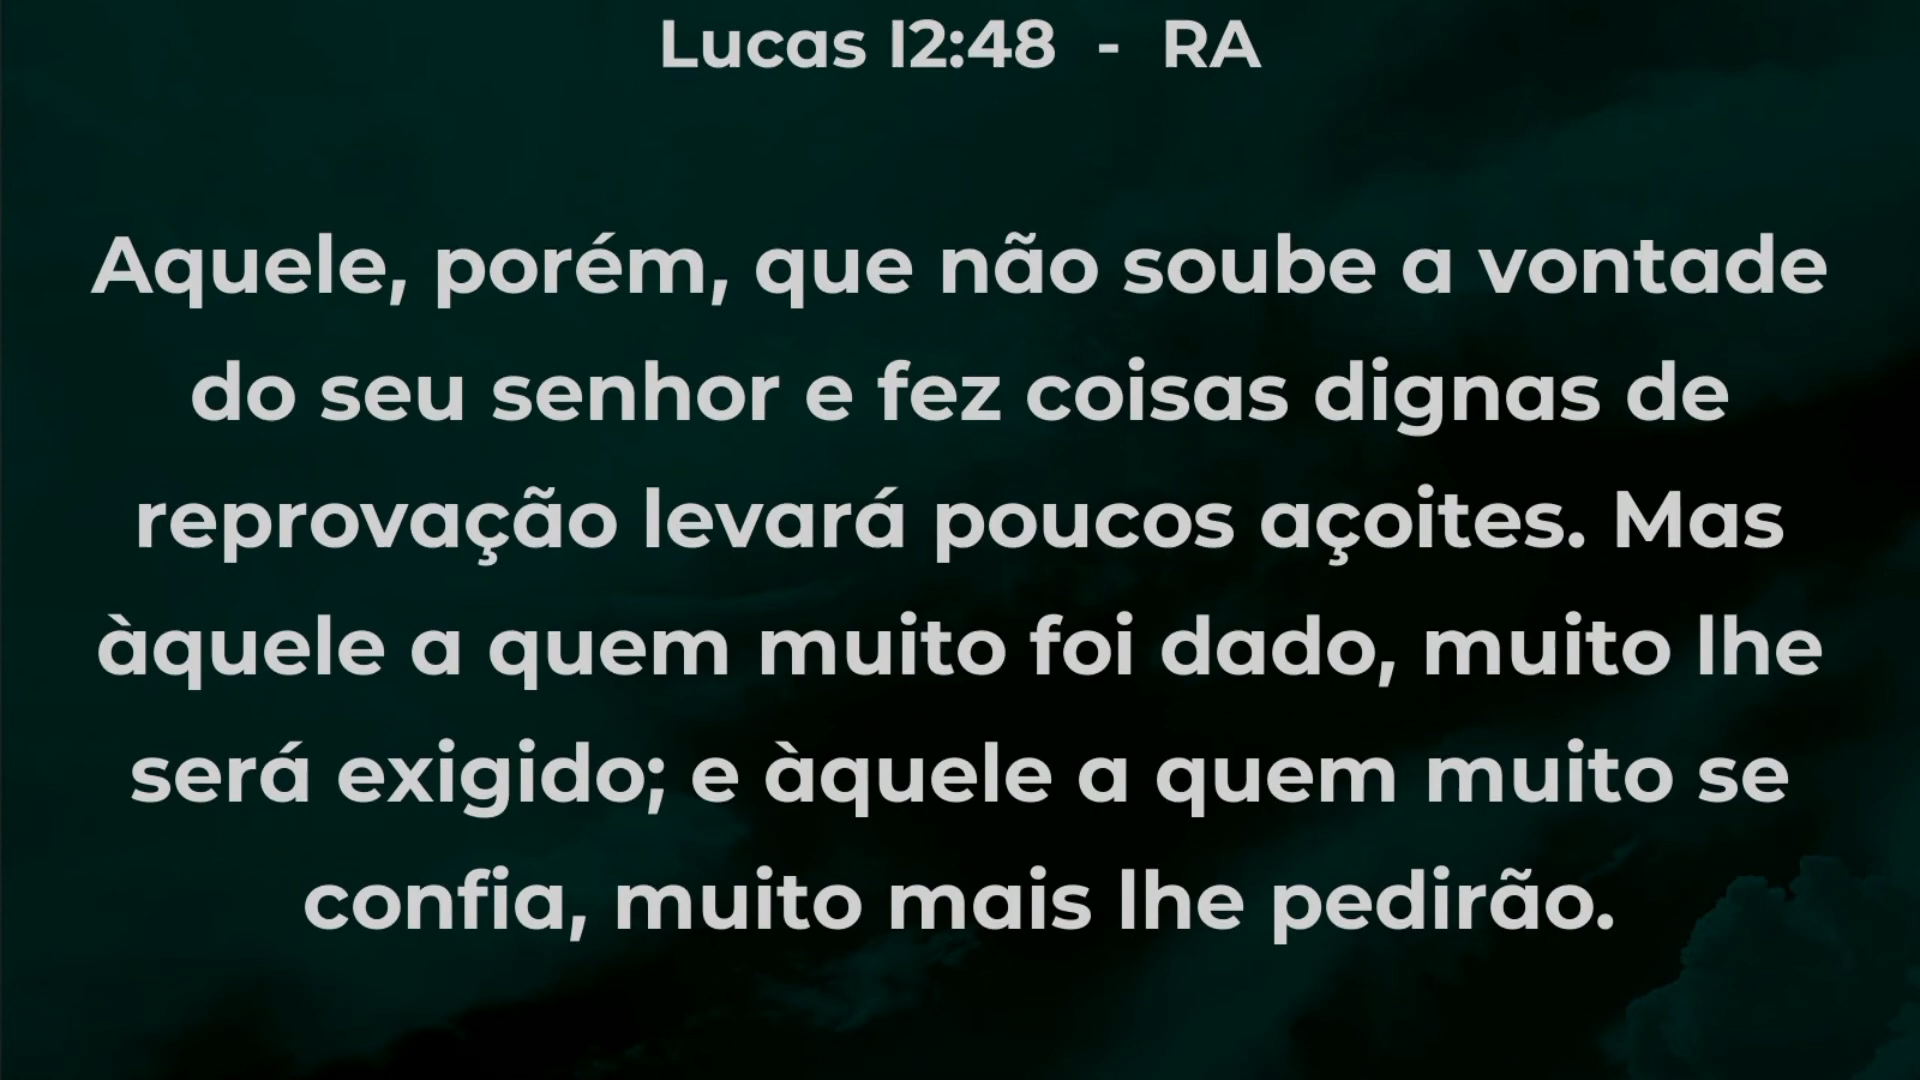 Lucas 12:48 - RA
Aquele, porém, que não soube a vontade
do seu senhor e fez coisas dignas de
reprovação levará poucos açoites. Mas
àquele a quem muito foi dado, muito lhe
será exigido; e àquele a quem muito se
confia, muito mais lhe pedirão.